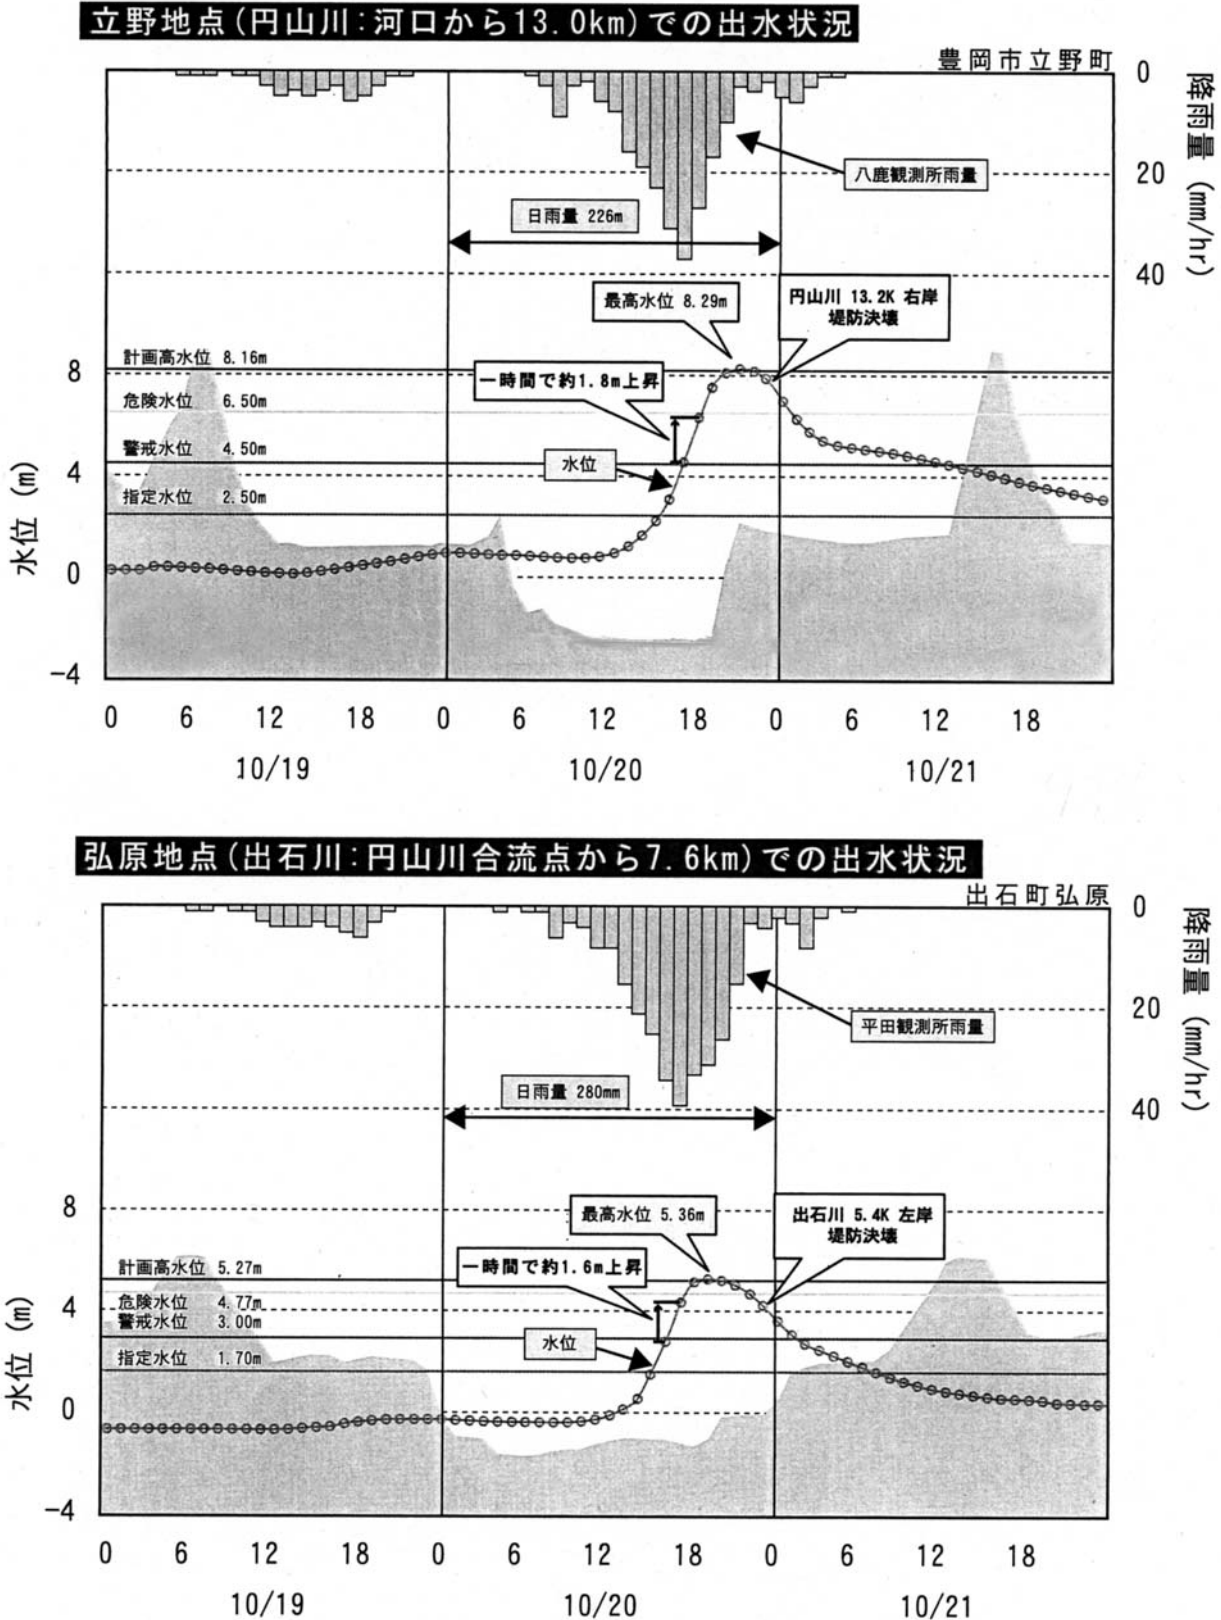 立野地点(円山川:河口から13.0km)での出水状況
豊岡市立野町
0
20
40
降雨量 (mm/hr)
八鹿観測所雨量
日雨量 226m
最高水位 8.29m
円山川 13.2K 右岸
堤防決壊
一時間で約1.8m上昇
水位
計画高水位 8.16m
危険水位 6.50m
警戒水位 4.50m
指定水位 2.50m
8
4
0
-4
水位 (m)
0 6 12 18 0 6 12 18 0 6 12 18
10/19 10/20 10/21
弘原地点(出石川:円山川合流点から7.6km)での出水状況
出石町弘原
0
20
40
降雨量 (mm/hr)
平田観測所雨量
日雨量 280mm
最高水位 5.36m
出石川 5.4K 左岸
堤防決壊
一時間で約1.6m上昇
水位
計画高水位 5.27m
危険水位 4.77m
警戒水位 3.00m
指定水位 1.70m
8
4
0
-4
水位 (m)
0 6 12 18 0 6 12 18 0 6 12 18
10/19 10/20 10/21